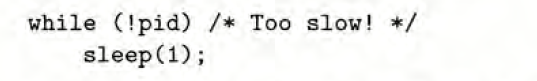 while (!pid) /* Too slow! */
    sleep(1);